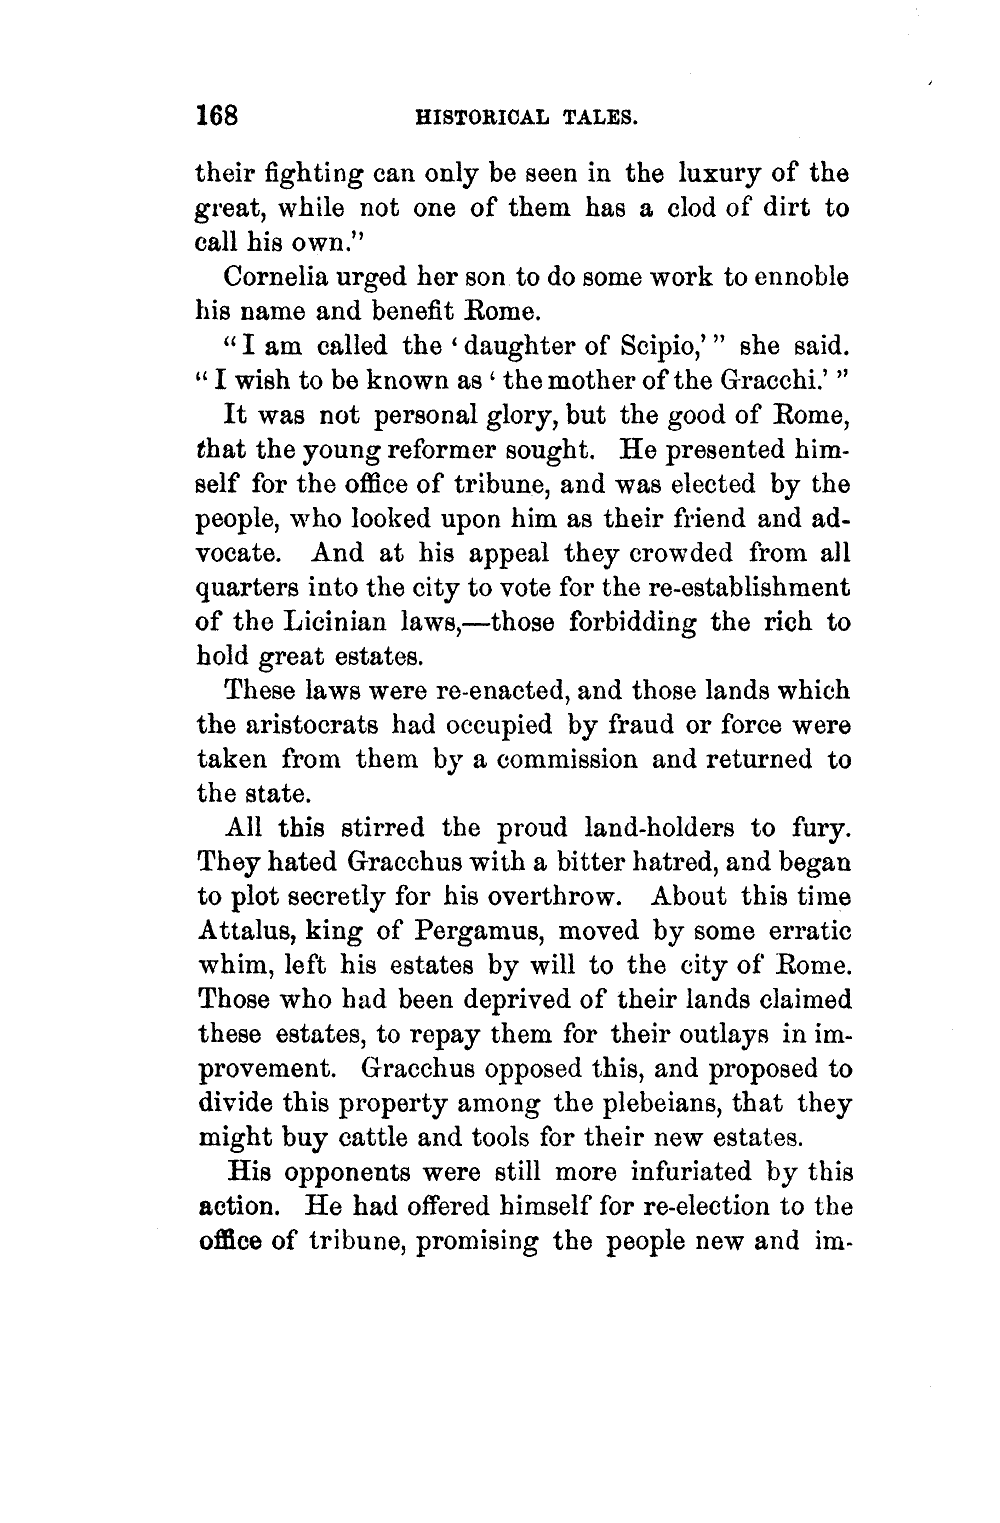 168 HISTORICAL TALES.
their fighting can only be seen in the luxury of the
great, while not one of them has a clod of dirt to
call his own."
Cornelia urged her son to do some work to ennoble
his name and benefit Rome.
"I am called the 'daughter of Scipio,'" she said.
"I wish to be known as 'the mother of the Gracchi.'"
It was not personal glory, but the good of Rome,
that the young reformer sought. He presented him-
self for the office of tribune, and was elected by the
people, who looked upon him as their friend and ad-
vocate. And at his appeal they crowded from all
quarters into the city to vote for the re-establishment
of the Licinian laws,—those forbidding the rich to
hold great estates.
These laws were re-enacted, and those lands which
the aristocrats had occupied by fraud or force were
taken from them by a commission and returned to
the state.
All this stirred the proud land-holders to fury.
They hated Gracchus with a bitter hatred, and began
to plot secretly for his overthrow. About this time
Attalus, king of Pergamus, moved by some erratic
whim, left his estates by will to the city of Rome.
Those who had been deprived of their lands claimed
these estates, to repay them for their outlays in im-
provement. Gracchus opposed this, and proposed to
divide this property among the plebeians, that they
might buy cattle and tools for their new estates.
His opponents were still more infuriated by this
action. He had offered himself for re-election to the
office of tribune, promising the people new and im-